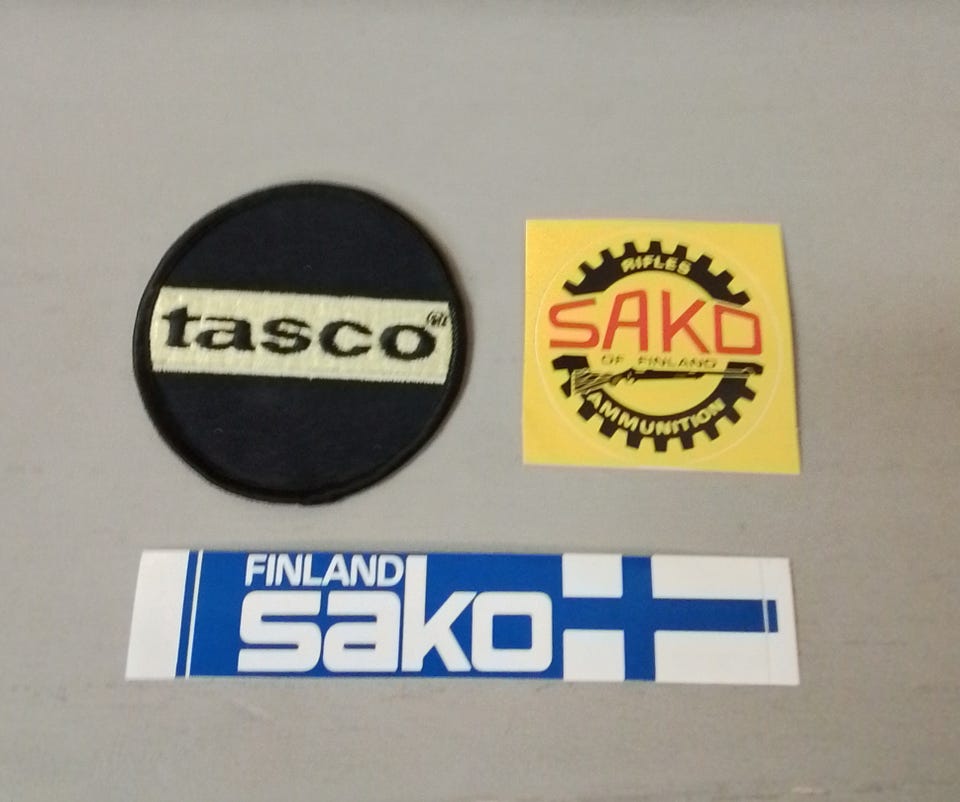 tasco®
RIFLES
SAKO
OF FINLAND
AMMUNITION
FINLAND
sako